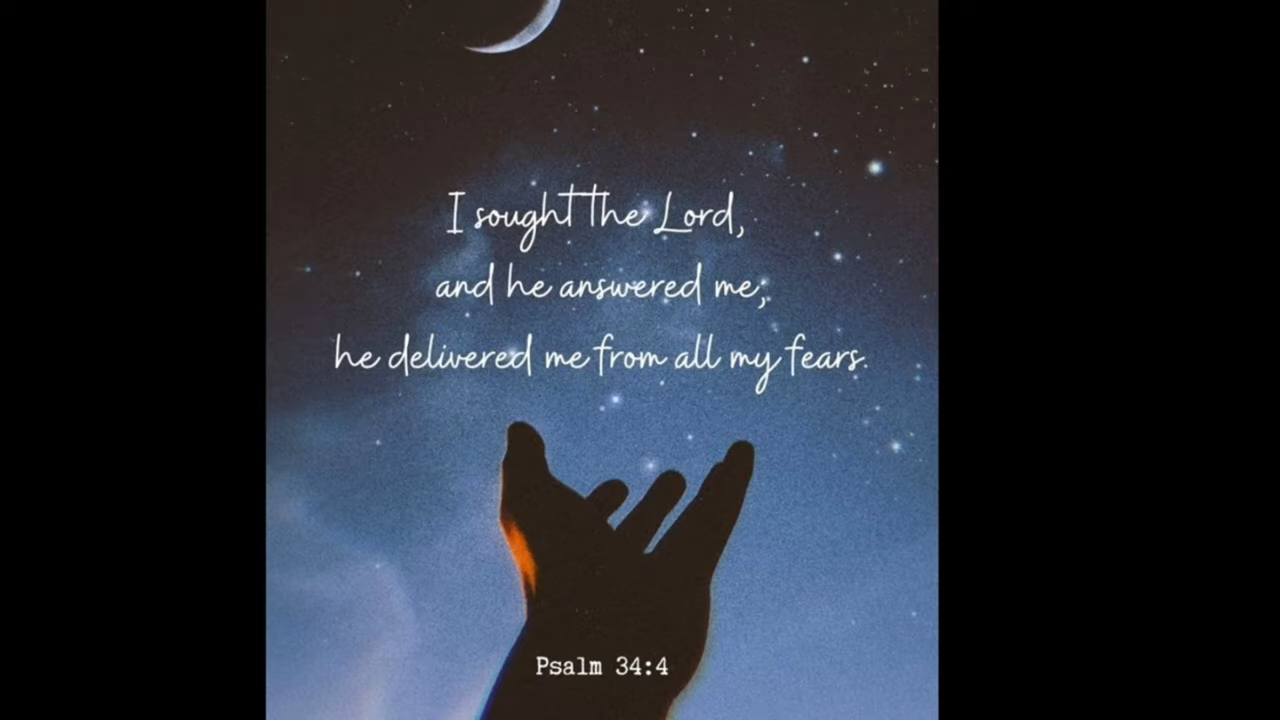 I sought the Lord,
and he answered me;
he delivered me from all my fears.
Psalm 34:4